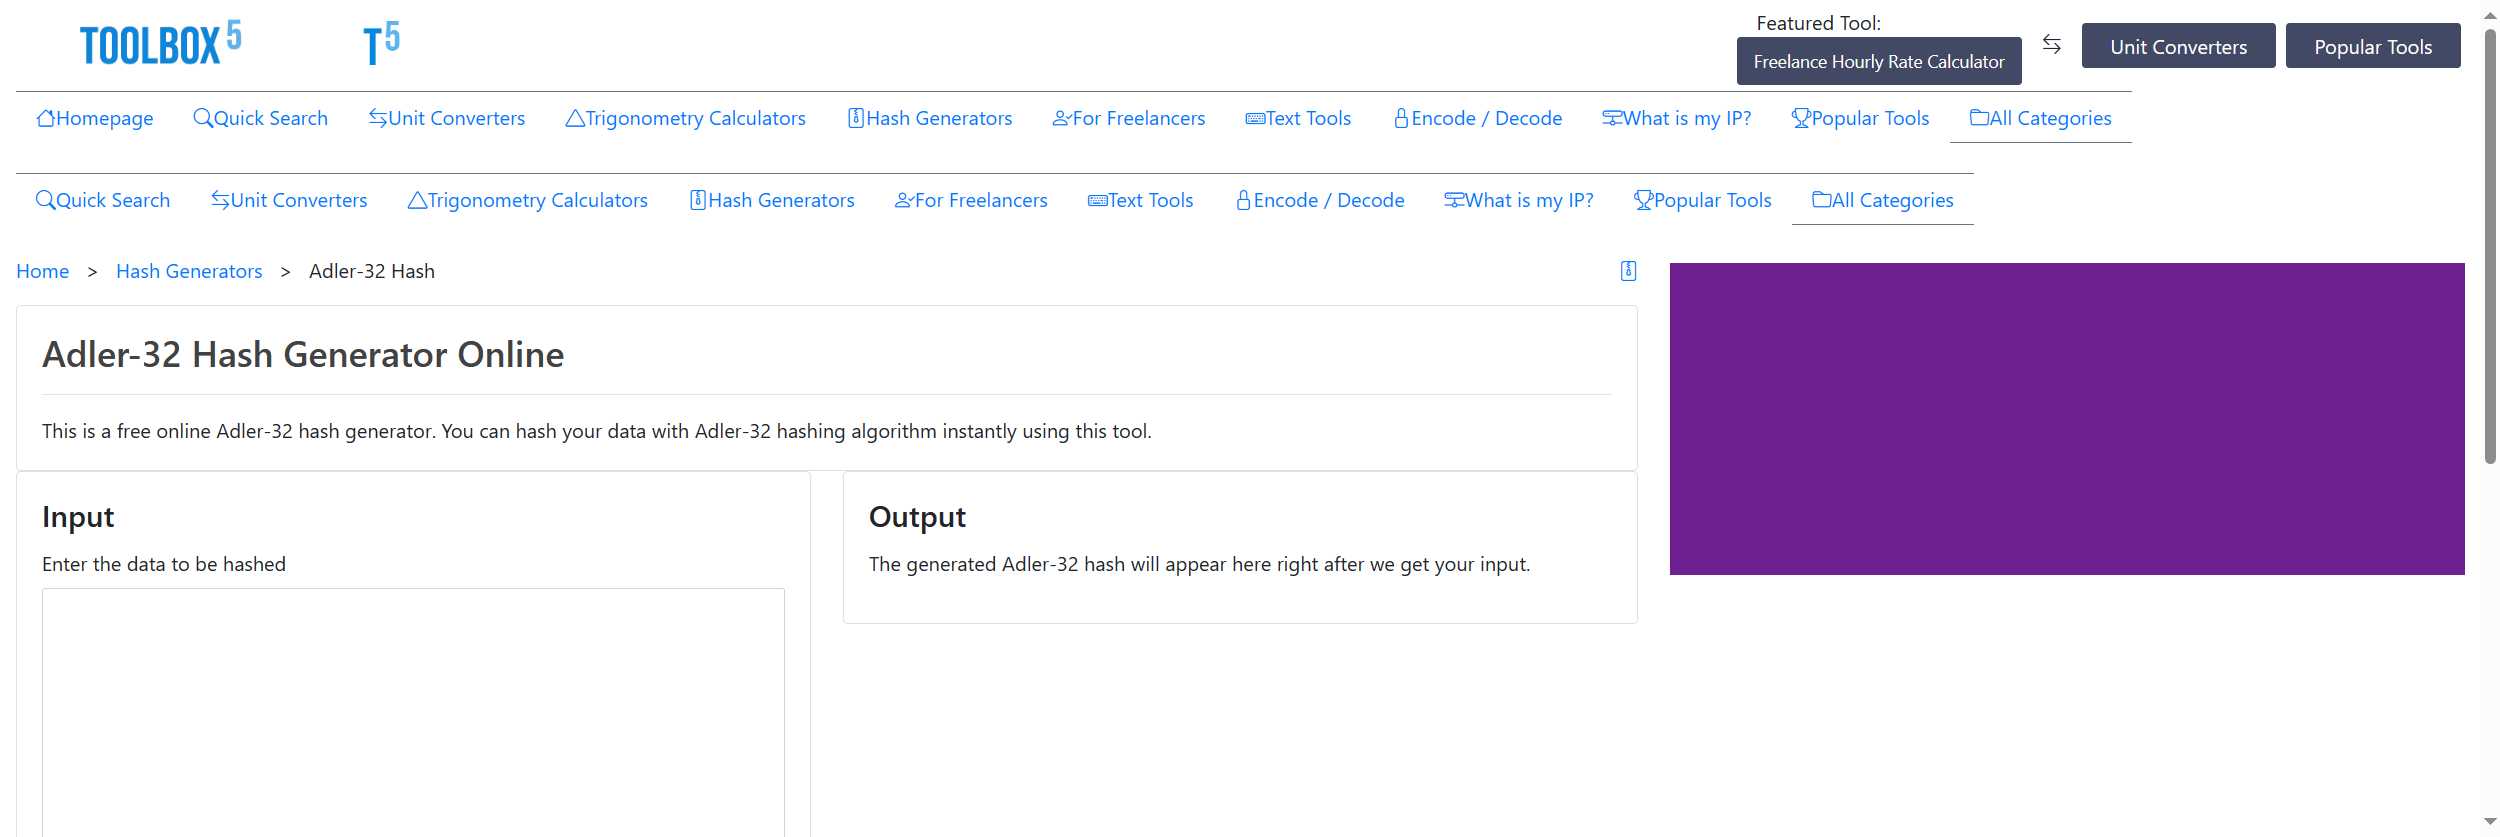 TOOLBOX5 T5
Featured Tool:
Freelance Hourly Rate Calculator
Unit Converters Popular Tools
Homepage Quick Search Unit Converters Trigonometry Calculators Hash Generators For Freelancers Text Tools Encode / Decode What is my IP? Popular Tools All Categories
Quick Search Unit Converters Trigonometry Calculators Hash Generators For Freelancers Text Tools Encode / Decode What is my IP? Popular Tools All Categories
Home > Hash Generators > Adler-32 Hash
Adler-32 Hash Generator Online
This is a free online Adler-32 hash generator. You can hash your data with Adler-32 hashing algorithm instantly using this tool.
Input
Enter the data to be hashed
Output
The generated Adler-32 hash will appear here right after we get your input.